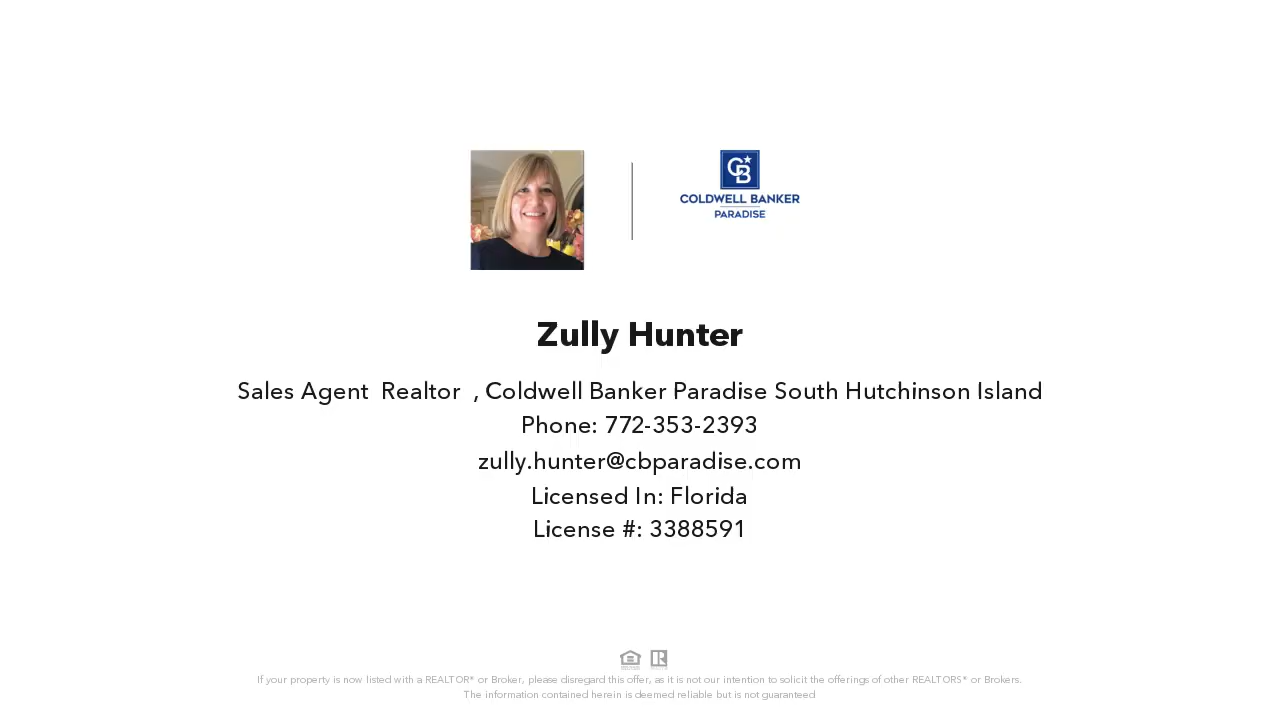 CB
COLDWELL BANKER
PARADISE
Zully Hunter
Sales Agent Realtor , Coldwell Banker Paradise South Hutchinson Island
Phone: 772-353-2393
zully.hunter@cbparadise.com
Licensed In: Florida
License #: 3388591
If your property is now listed with a REALTOR® or Broker, please disregard this offer, as it is not our intention to solicit the offerings of other REALTORS® or Brokers.
The information contained herein is deemed reliable but is not guaranteed